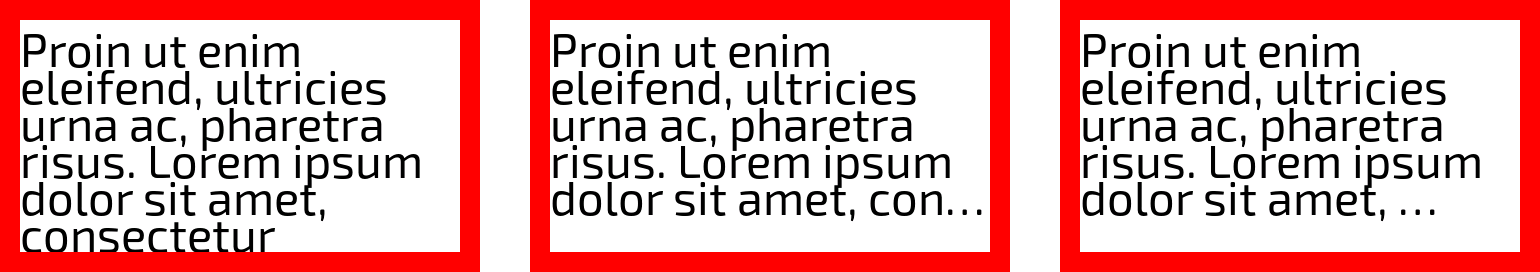 Proin ut enim
eleifend, ultricies
urna ac, pharetra
risus. Lorem ipsum
dolor sit amet,
consectetur
Proin ut enim
eleifend, ultricies
urna ac, pharetra
risus. Lorem ipsum
dolor sit amet, con…
Proin ut enim
eleifend, ultricies
urna ac, pharetra
risus. Lorem ipsum
dolor sit amet, …